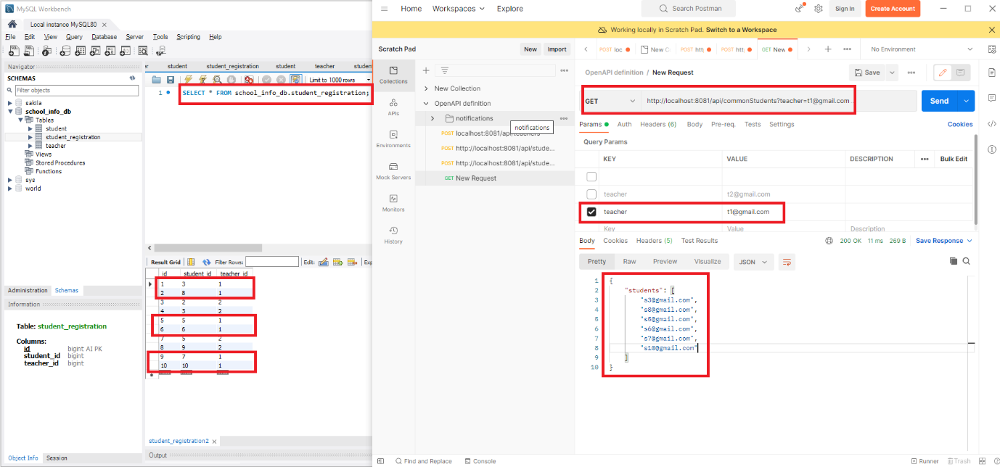 MySQL Workbench
Local instance MySQL80
File Edit View Query Database Server Tools Scripting Help
Navigator
SCHEMAS
Filter objects
sakila
school_info_db
Tables
student
student_registration
teacher
Views
Stored Procedures
Functions
sys
world
Administration Schemas
Information
Table: student_registration
Columns:
id bigint AI PK
student_id bigint
teacher_id bigint
Object Info Session
student student_registration student teacher student
Limit to 1000 rows
1 SELECT * FROM school_info_db.student_registration;
Result Grid Filter Rows: Edit: Exp
id student_id teacher_id
1 3 1
2 8 1
3 2 2
4 3 2
5 5 1
6 6 1
7 5 2
8 9 2
9 7 1
10 10 1
student_registration2
Output
Home Workspaces Explore
Search Postman
Sign In
Create Account
Working locally in Scratch Pad. Switch to a Workspace
Scratch Pad
New Import
Collections
APIs
Environments
Mock Servers
Monitors
History
New Collection
OpenAPI definition
notifications
notifications
POST localhost:8081/api/teachers
POST http://localhost:8081/api/stude...
POST http://localhost:8081/api/stude...
GET New Request
POST loc
New C
POST htt
POST htt
GET New
No Environment
OpenAPI definition / New Request
Save
GET http://localhost:8081/api/commonStudents?teacher=t1@gmail.com
Send
Params Auth Headers (6) Body Pre-req. Tests Settings
Cookies
Query Params
KEY VALUE DESCRIPTION Bulk Edit
teacher t2@gmail.com
teacher t1@gmail.com
Key Value Description
Body Cookies Headers (5) Test Results
200 OK 11 ms 269 B Save Response
Pretty Raw Preview Visualize JSON
1 {
2 "students": [
3 "s3@gmail.com",
4 "s8@gmail.com",
5 "s5@gmail.com",
6 "s6@gmail.com",
7 "s7@gmail.com",
8 "s10@gmail.com"
9 ]
10 }
Find and Replace Console
Runner Trash